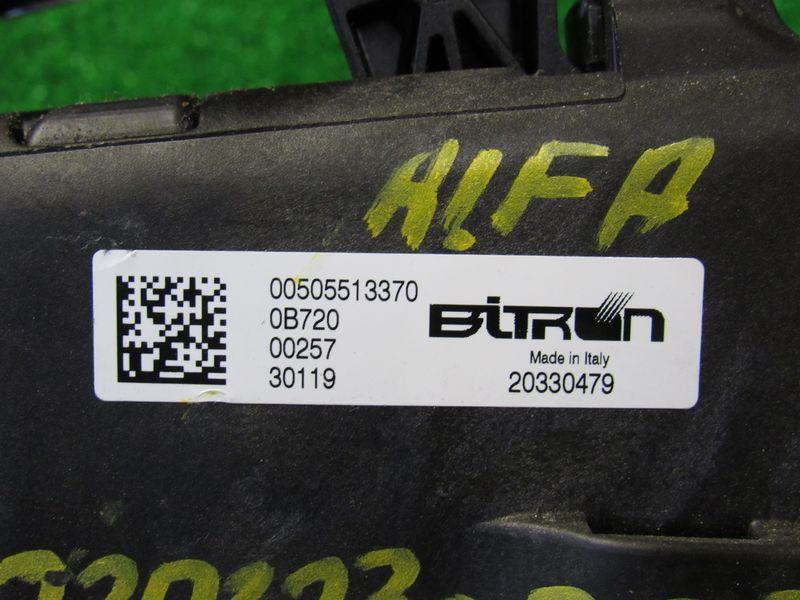 ALFA
00505513370
0B720
00257
30119
BiTRON
Made in Italy
20330479